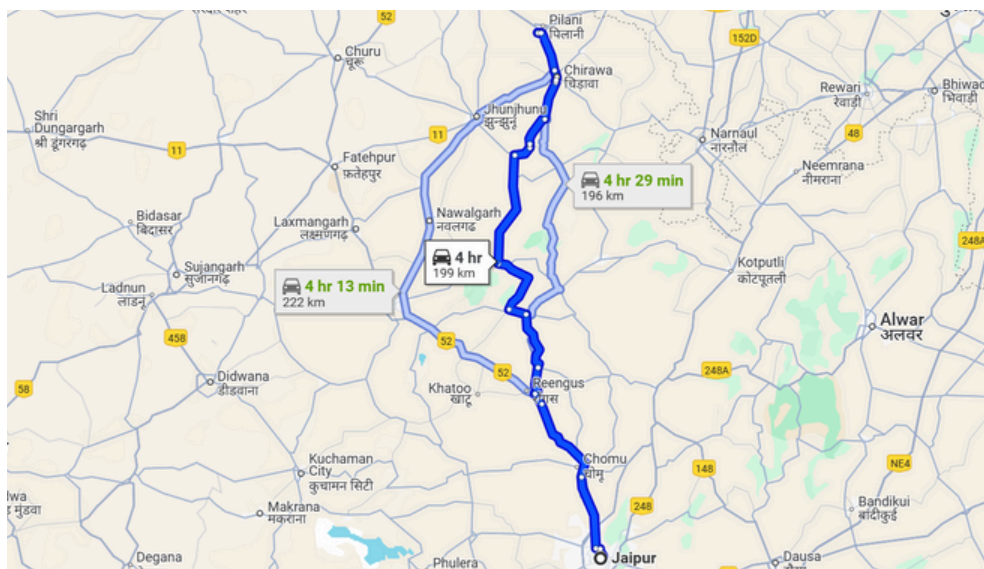 52
Pilani
पिलानी
152D
Churu
चूरू
Chirawa
चिड़ावा
Rewari
रेवाड़ी
Bhiwa
भिवाड़ी
Shri
Dungargarh
श्री डूंगरगढ़
Jhunjhunu
झुन्झुनूं
11
48
Narnaul
नारनौल
11
Fatehpur
फ़तेहपुर
Neemrana
नीमराना
4 hr 29 min
196 km
Bidasar
बिदासर
Laxmangarh
लक्ष्मणगढ़
Nawalgarh
नवलगढ़
248A
4 hr
199 km
Sujangarh
सुजानगढ़
Kotputli
कोटपूतली
4 hr 13 min
222 km
Ladnun
लाडनूं
Alwar
अलवर
458
52
58
Didwana
डीडवाना
52
248A
Khatoo
खाटू
Reengus
Kuchaman
City
कुचामन सिटी
Chomu
चोमू
148
NE4
Makrana
मकराना
248
Bandikui
बांदीकुई
Degana
Phulera
Jaipur
Dausa